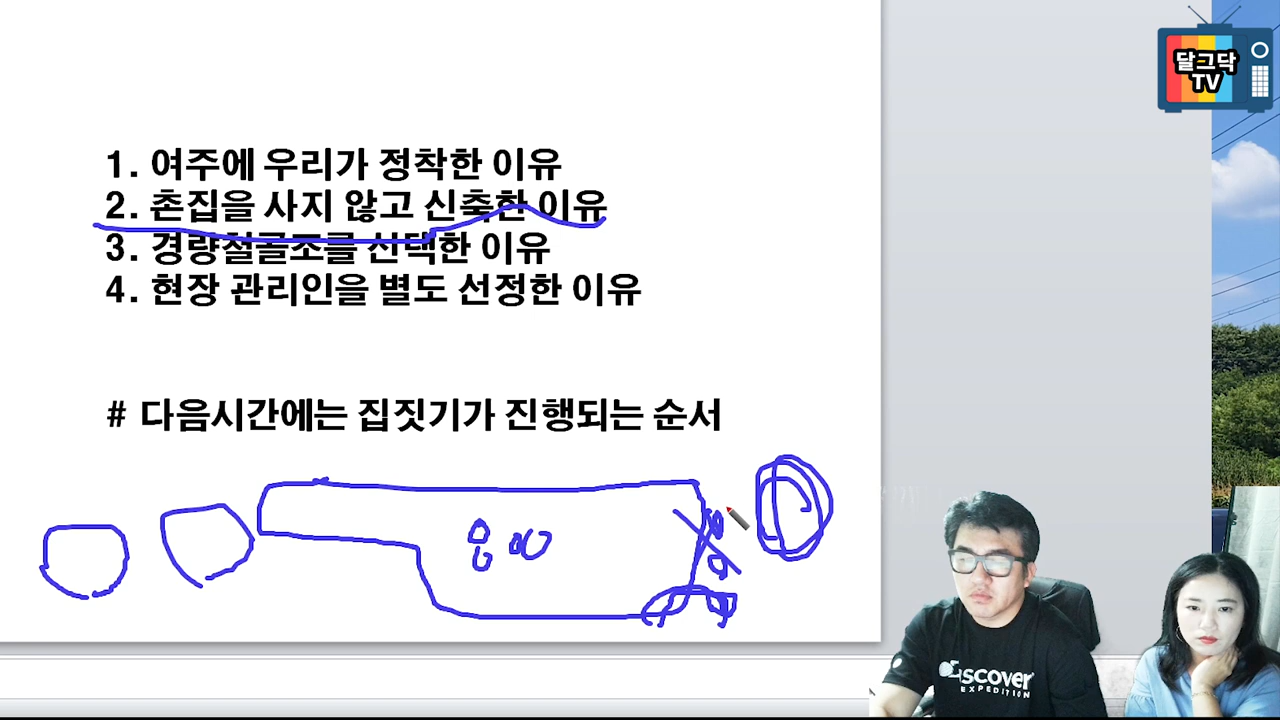 달그닥
TV
1. 여주에 우리가 정착한 이유
2. 촌집을 사지 않고 신축한 이유
3. 경량철골조를 선택한 이유
4. 현장 관리인을 별도 선정한 이유
# 다음시간에는 집짓기가 진행되는 순서
DISCOVER
EXPEDITION